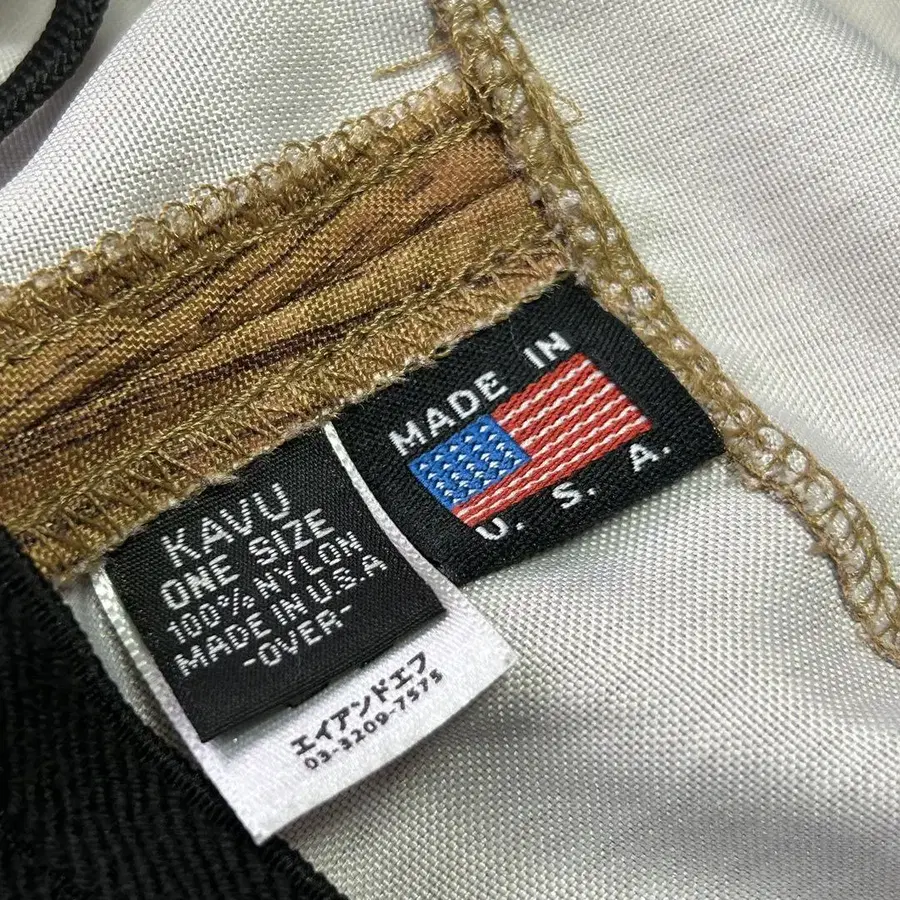 MADE IN
U. S. A.
KAVU
ONE SIZE
100% NYLON
MADE IN U.S.A
-OVER-
エイアンドエフ
03-3209-7575